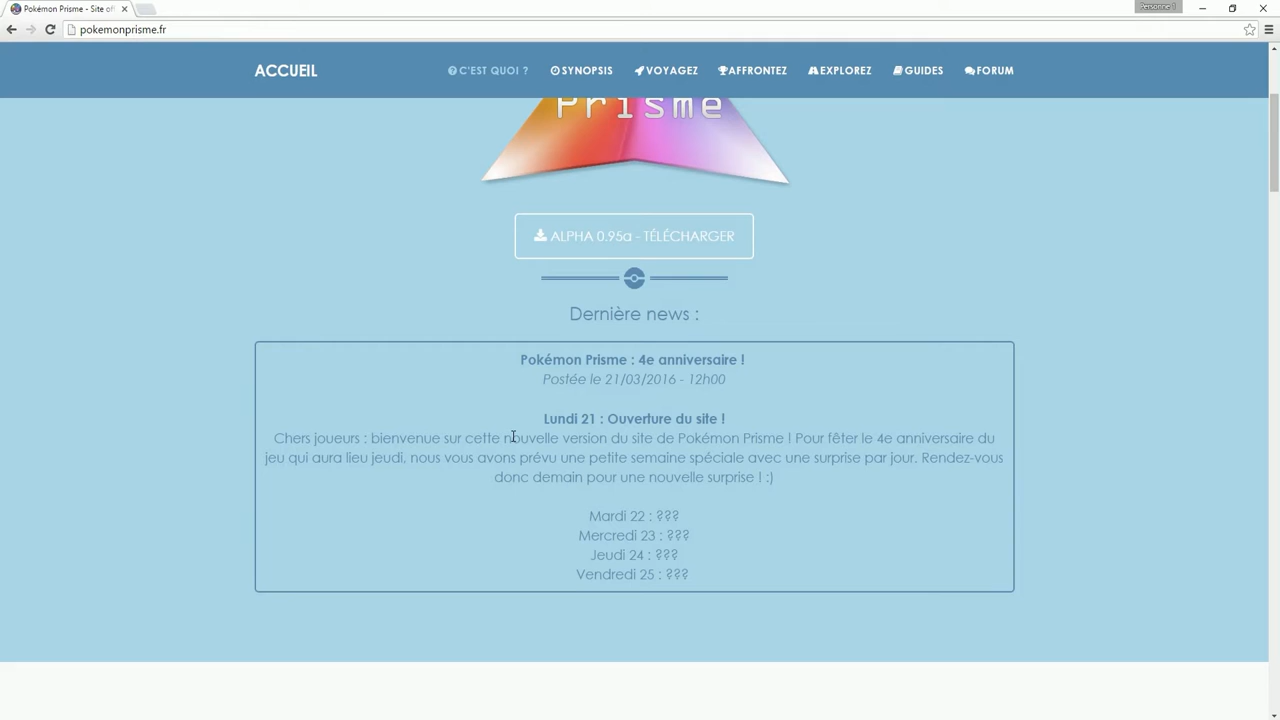 Pokémon Prisme - Site of
Personne 1
pokemonprisme.fr
ACCUEIL
C'EST QUOI ?
SYNOPSIS
VOYAGEZ
AFFRONTEZ
EXPLOREZ
GUIDES
FORUM
Prisme
ALPHA 0.95a - TÉLÉCHARGER
Dernière news :
Pokémon Prisme : 4e anniversaire !
Postée le 21/03/2016 - 12h00
Lundi 21 : Ouverture du site !
Chers joueurs : bienvenue sur cette nouvelle version du site de Pokémon Prisme ! Pour fêter le 4e anniversaire du
jeu qui aura lieu jeudi, nous vous avons prévu une petite semaine spéciale avec une surprise par jour. Rendez-vous
donc demain pour une nouvelle surprise ! :)
Mardi 22 : ???
Mercredi 23 : ???
Jeudi 24 : ???
Vendredi 25 : ???